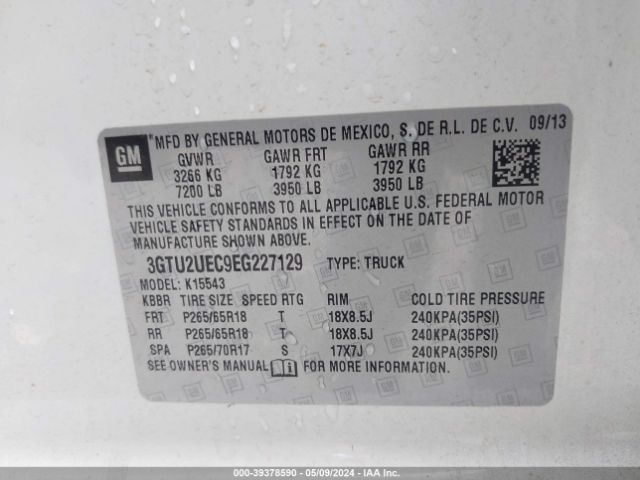 GM
*MFD BY GENERAL MOTORS DE MEXICO, S. DE R.L. DE C.V. 09/13
GVWR GAWR FRT GAWR RR
3266 KG 1792 KG 1792 KG
7200 LB 3950 LB 3950 LB
THIS VEHICLE CONFORMS TO ALL APPLICABLE U.S. FEDERAL MOTOR
VEHICLE SAFETY STANDARDS IN EFFECT ON THE DATE OF
MANUFACTURE SHOWN ABOVE.
3GTU2UEC9EG227129 TYPE: TRUCK
MODEL: K15543
KBBR TIRE SIZE SPEED RTG RIM COLD TIRE PRESSURE
FRT P265/65R18 T 18X8.5J 240KPA(35PSI)
RR P265/65R18 T 18X8.5J 240KPA(35PSI)
SPA P265/70R17 S 17X7J 240KPA(35PSI)
SEE OWNER'S MANUAL FOR MORE INFORMATION.
000-39378590 - 05/09/2024 - IAA Inc.